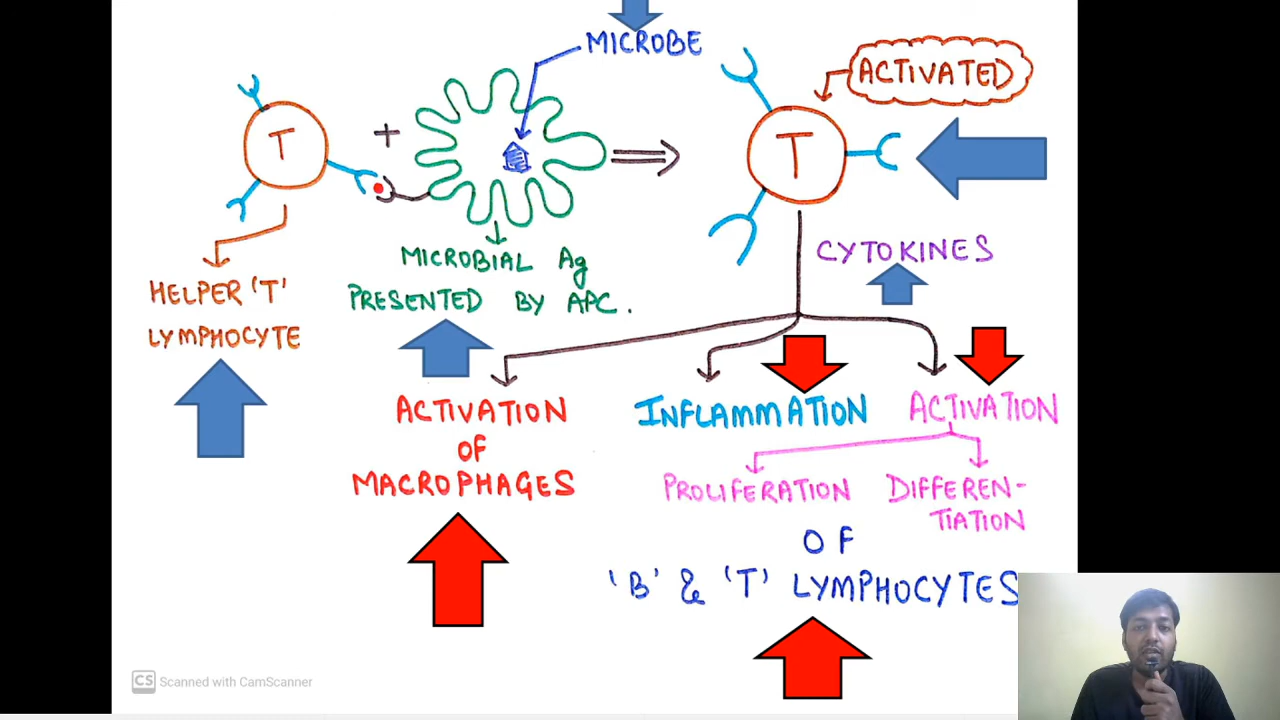 MICROBE
ACTIVATED
T
+
T
CYTOKINES
MICROBIAL Ag
PRESENTED BY APC.
HELPER 'T'
LYMPHOCYTE
ACTIVATION
OF
MACROPHAGES
INFLAMMATION
ACTIVATION
PROLIFERATION
DIFFEREN-
TIATION
OF
'B' & 'T' LYMPHOCYTES
CS Scanned with CamScanner